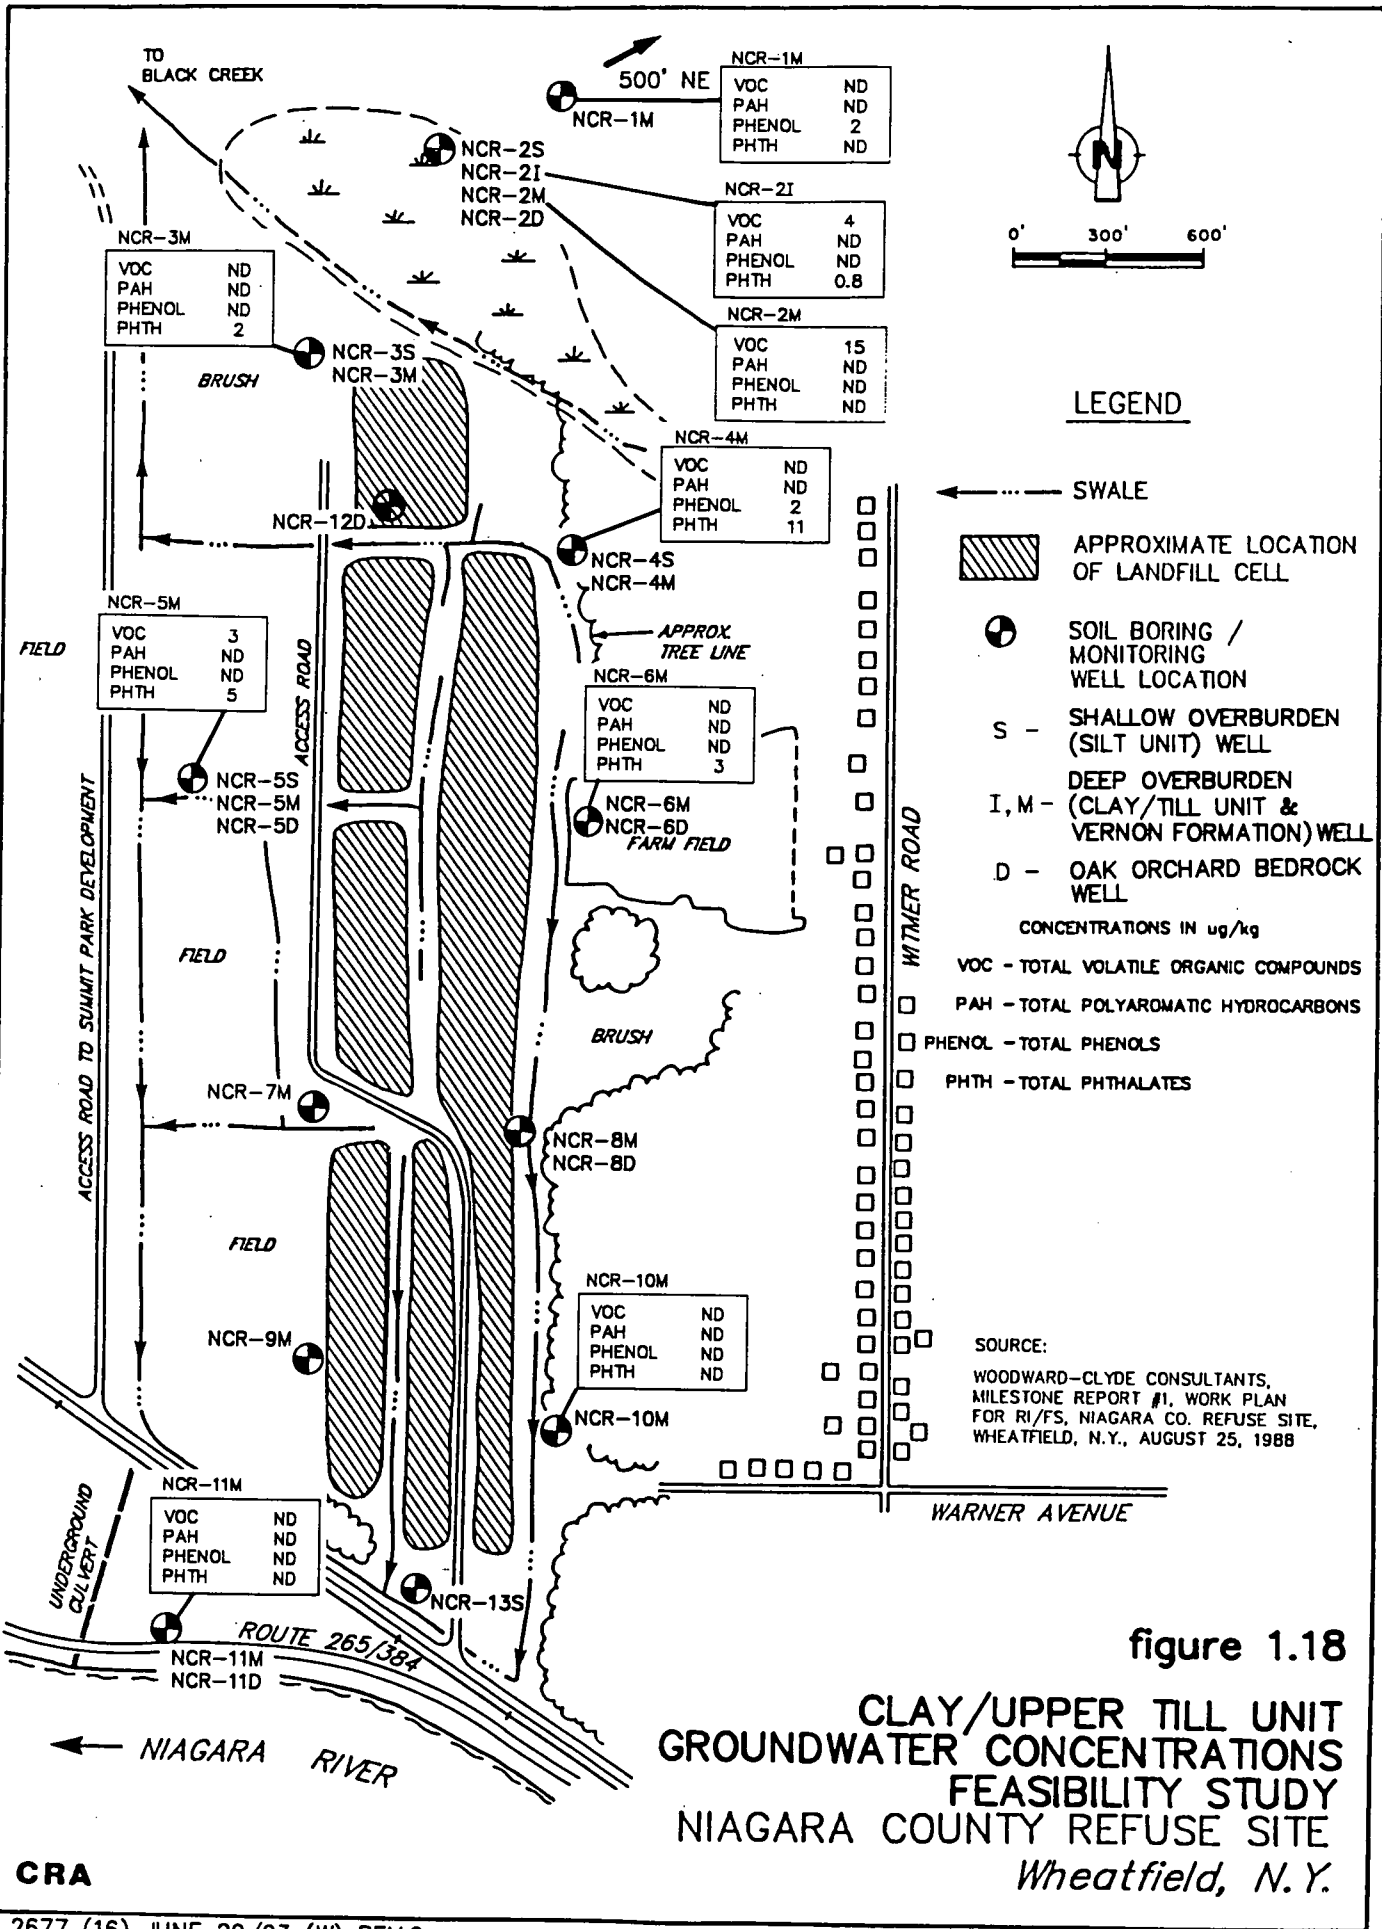 TO
BLACK CREEK
500' NE
NCR-1M
NCR-1M
VOC ND
PAH ND
PHENOL 2
PHTH ND
N
NCR-2S
NCR-2I
NCR-2M
NCR-2D
NCR-2I
VOC 4
PAH ND
PHENOL ND
PHTH 0.8
0' 300' 600'
NCR-3M
VOC ND
PAH ND
PHENOL ND
PHTH 2
NCR-2M
VOC 15
PAH ND
PHENOL ND
PHTH ND
NCR-3S
NCR-3M
BRUSH
NCR-4M
VOC ND
PAH ND
PHENOL 2
PHTH 11
NCR-12D
NCR-4S
NCR-4M
APPROX.
TREE LINE
NCR-5M
VOC 3
PAH ND
PHENOL ND
PHTH 5
FIELD
ACCESS ROAD
NCR-6M
VOC ND
PAH ND
PHENOL ND
PHTH 3
NCR-5S
NCR-5M
NCR-5D
NCR-6M
NCR-6D
FARM FIELD
ACCESS ROAD TO SUMMIT PARK DEVELOPMENT
FIELD
WITMER ROAD
BRUSH
NCR-7M
NCR-8M
NCR-8D
FIELD
NCR-9M
NCR-10M
VOC ND
PAH ND
PHENOL ND
PHTH ND
NCR-10M
NCR-11M
VOC ND
PAH ND
PHENOL ND
PHTH ND
UNDERGROUND
CULVERT
NCR-13S
ROUTE 265/384
NCR-11M
NCR-11D
NIAGARA RIVER
WARNER AVENUE
LEGEND
SWALE
APPROXIMATE LOCATION
OF LANDFILL CELL
SOIL BORING /
MONITORING
WELL LOCATION
S - SHALLOW OVERBURDEN
(SILT UNIT) WELL
DEEP OVERBURDEN
I,M - (CLAY/TILL UNIT &
VERNON FORMATION) WELL
D - OAK ORCHARD BEDROCK
WELL
CONCENTRATIONS IN ug/kg
VOC - TOTAL VOLATILE ORGANIC COMPOUNDS
PAH - TOTAL POLYAROMATIC HYDROCARBONS
PHENOL - TOTAL PHENOLS
PHTH - TOTAL PHTHALATES
SOURCE:
WOODWARD-CLYDE CONSULTANTS,
MILESTONE REPORT #1, WORK PLAN
FOR RI/FS, NIAGARA CO. REFUSE SITE,
WHEATFIELD, N.Y., AUGUST 25, 1988
figure 1.18
CLAY/UPPER TILL UNIT
GROUNDWATER CONCENTRATIONS
FEASIBILITY STUDY
NIAGARA COUNTY REFUSE SITE
Wheatfield, N.Y.
CRA